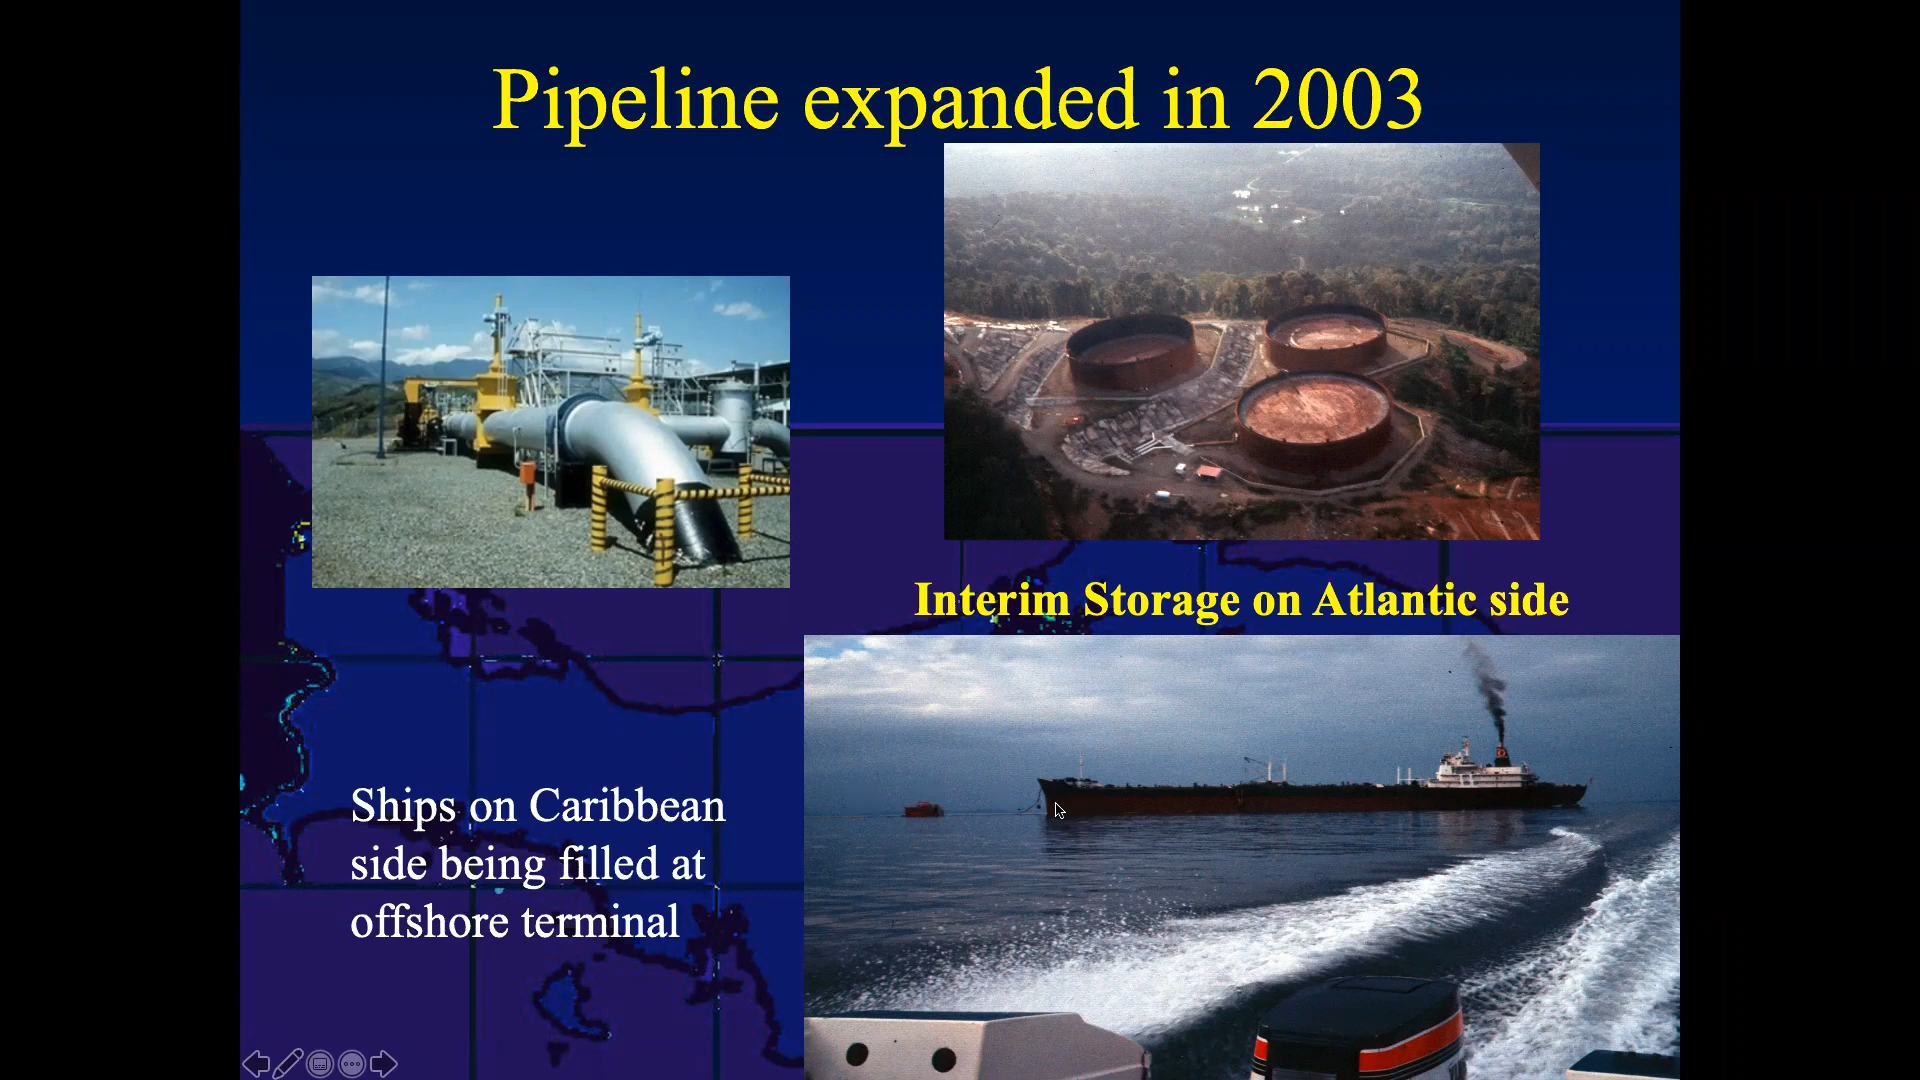 Pipeline expanded in 2003
Interim Storage on Atlantic side
Ships on Caribbean
side being filled at
offshore terminal